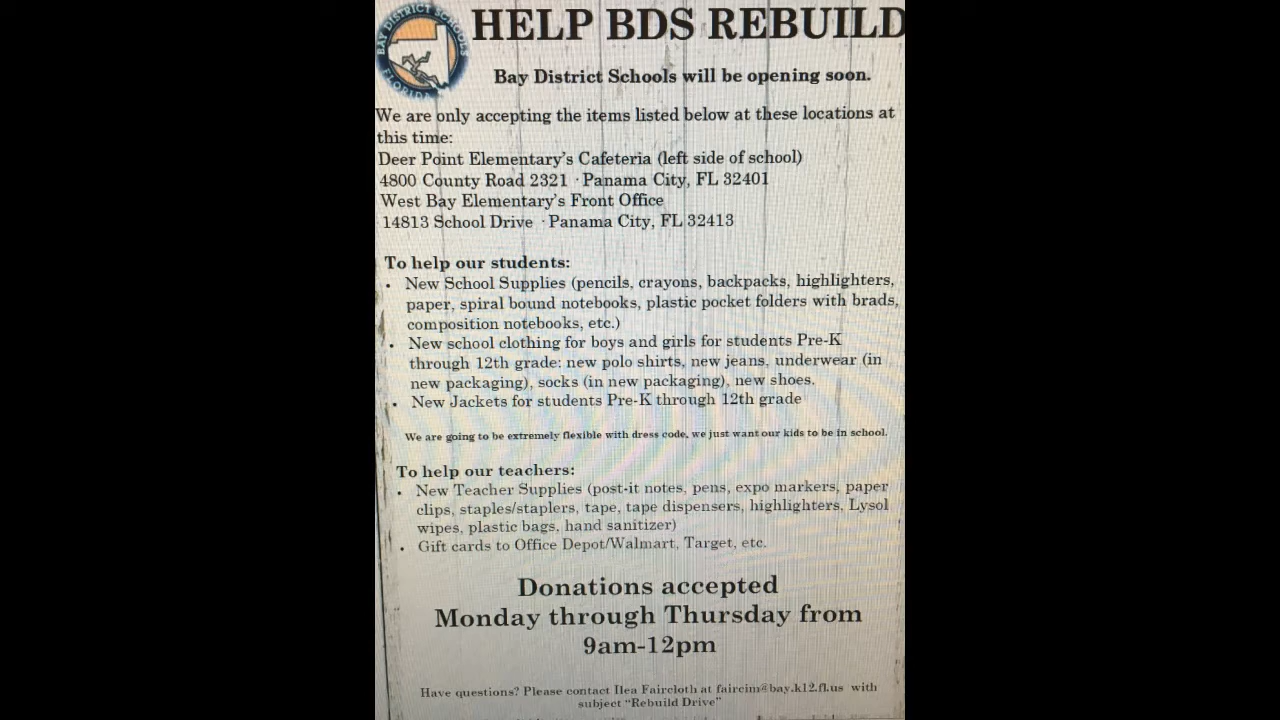 BAY DISTRICT SCHOOLS
FLORIDA
HELP BDS REBUILD
Bay District Schools will be opening soon.
We are only accepting the items listed below at these locations at
this time:
Deer Point Elementary's Cafeteria (left side of school)
4800 County Road 2321 · Panama City, FL 32401
West Bay Elementary's Front Office
14813 School Drive · Panama City, FL 32413
To help our students:
• New School Supplies (pencils, crayons, backpacks, highlighters,
paper, spiral bound notebooks, plastic pocket folders with brads,
composition notebooks, etc.)
• New school clothing for boys and girls for students Pre-K
through 12th grade: new polo shirts, new jeans, underwear (in
new packaging), socks (in new packaging), new shoes.
• New Jackets for students Pre-K through 12th grade
We are going to be extremely flexible with dress code, we just want our kids to be in school.
To help our teachers:
• New Teacher Supplies (post-it notes, pens, expo markers, paper
clips, staples/staplers, tape, tape dispensers, highlighters, Lysol
wipes, plastic bags, hand sanitizer)
• Gift cards to Office Depot/Walmart, Target, etc.
Donations accepted
Monday through Thursday from
9am-12pm
Have questions? Please contact Ilea Faircloth at faircim@bay.k12.fl.us with
subject "Rebuild Drive"